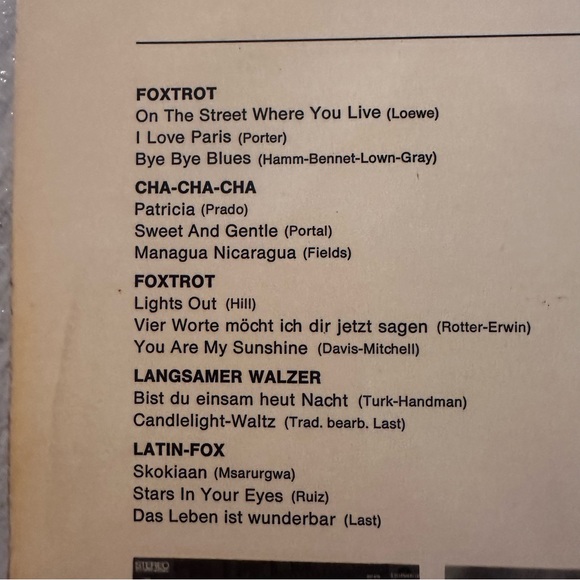 FOXTROT
On The Street Where You Live (Loewe)
I Love Paris (Porter)
Bye Bye Blues (Hamm-Bennet-Lown-Gray)
CHA-CHA-CHA
Patricia (Prado)
Sweet And Gentle (Portal)
Managua Nicaragua (Fields)
FOXTROT
Lights Out (Hill)
Vier Worte möcht ich dir jetzt sagen (Rotter-Erwin)
You Are My Sunshine (Davis-Mitchell)
LANGSAMER WALZER
Bist du einsam heut Nacht (Turk-Handman)
Candlelight-Waltz (Trad. bearb. Last)
LATIN-FOX
Skokiaan (Msarurgwa)
Stars In Your Eyes (Ruiz)
Das Leben ist wunderbar (Last)
STEREO